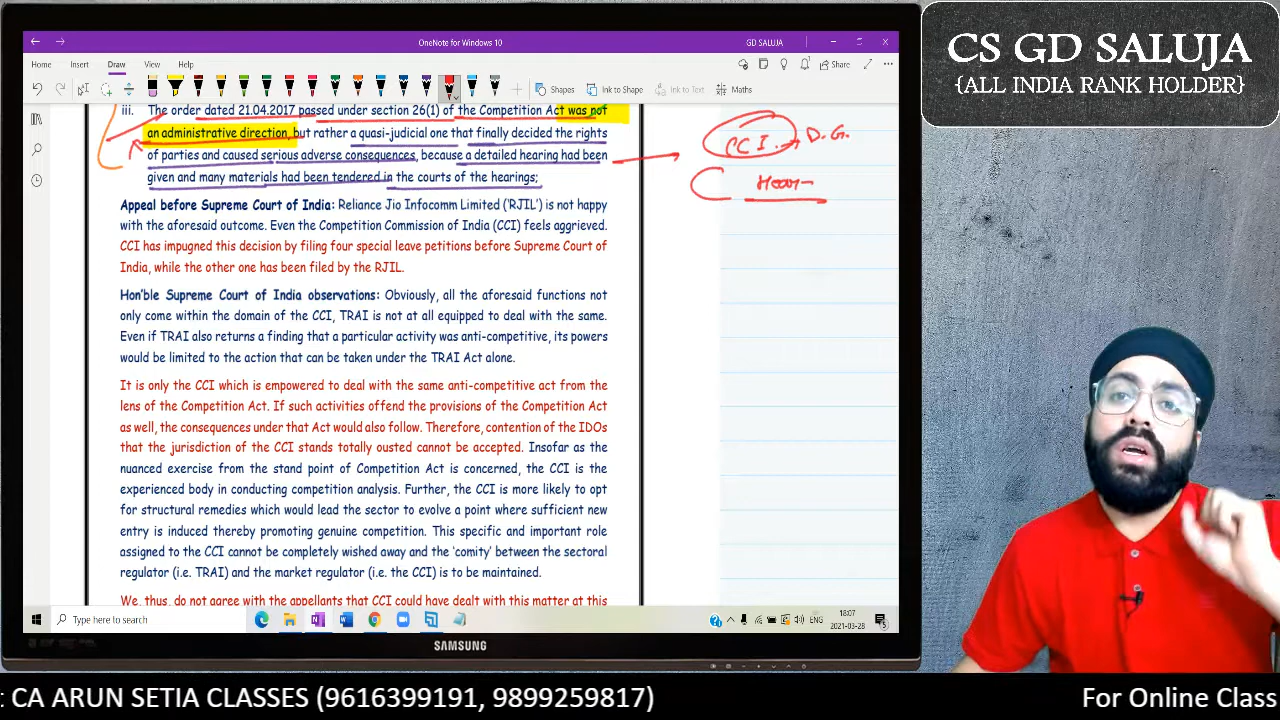 CS GD SALUJA
{ALL INDIA RANK HOLDER}
OneNote for Windows 10
GD SALUJA
Home Insert Draw View Help
Share
Shapes Ink to Shape Ink to Text Maths
iii. The order dated 21.04.2017 passed under section 26(1) of the Competition Act was not
an administrative direction, but rather a quasi-judicial one that finally decided the rights
of parties and caused serious adverse consequences, because a detailed hearing had been
given and many materials had been tendered in the courts of the hearings;
CCI → D.G.
Hear
Appeal before Supreme Court of India: Reliance Jio Infocomm Limited ('RJIL') is not happy
with the aforesaid outcome. Even the Competition Commission of India (CCI) feels aggrieved.
CCI has impugned this decision by filing four special leave petitions before Supreme Court of
India, while the other one has been filed by the RJIL.
Hon'ble Supreme Court of India observations: Obviously, all the aforesaid functions not
only come within the domain of the CCI, TRAI is not at all equipped to deal with the same.
Even if TRAI also returns a finding that a particular activity was anti-competitive, its powers
would be limited to the action that can be taken under the TRAI Act alone.
It is only the CCI which is empowered to deal with the same anti-competitive act from the
lens of the Competition Act. If such activities offend the provisions of the Competition Act
as well, the consequences under that Act would also follow. Therefore, contention of the IDOs
that the jurisdiction of the CCI stands totally ousted cannot be accepted. Insofar as the
nuanced exercise from the stand point of Competition Act is concerned, the CCI is the
experienced body in conducting competition analysis. Further, the CCI is more likely to opt
for structural remedies which would lead the sector to evolve a point where sufficient new
entry is induced thereby promoting genuine competition. This specific and important role
assigned to the CCI cannot be completely wished away and the 'comity' between the sectoral
regulator (i.e. TRAI) and the market regulator (i.e. the CCI) is to be maintained.
We, thus, do not agree with the appellants that CCI could have dealt with this matter at this
Type here to search
ENG
18:07
2021-03-28
5
SAMSUNG
: CA ARUN SETIA CLASSES (9616399191, 9899259817)
For Online Class